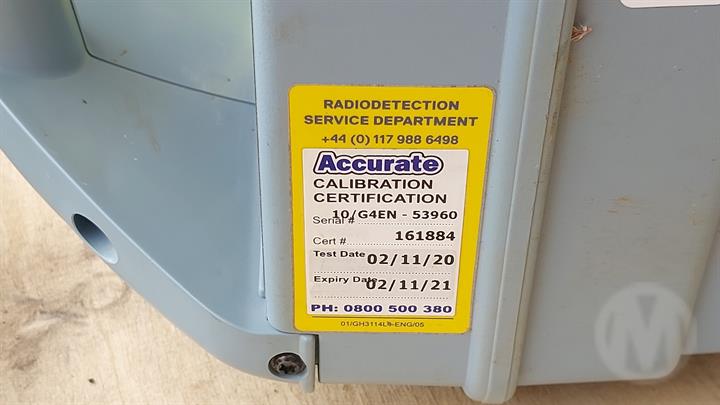 RADIODETECTION
SERVICE DEPARTMENT
+44 (0) 117 988 6498
Accurate
CALIBRATION
CERTIFICATION
Serial # 10/G4EN - 53960
Cert # 161884
Test Date 02/11/20
Expiry Date 02/11/21
PH: 0800 500 380
01/GH3114L4-ENG/05
M